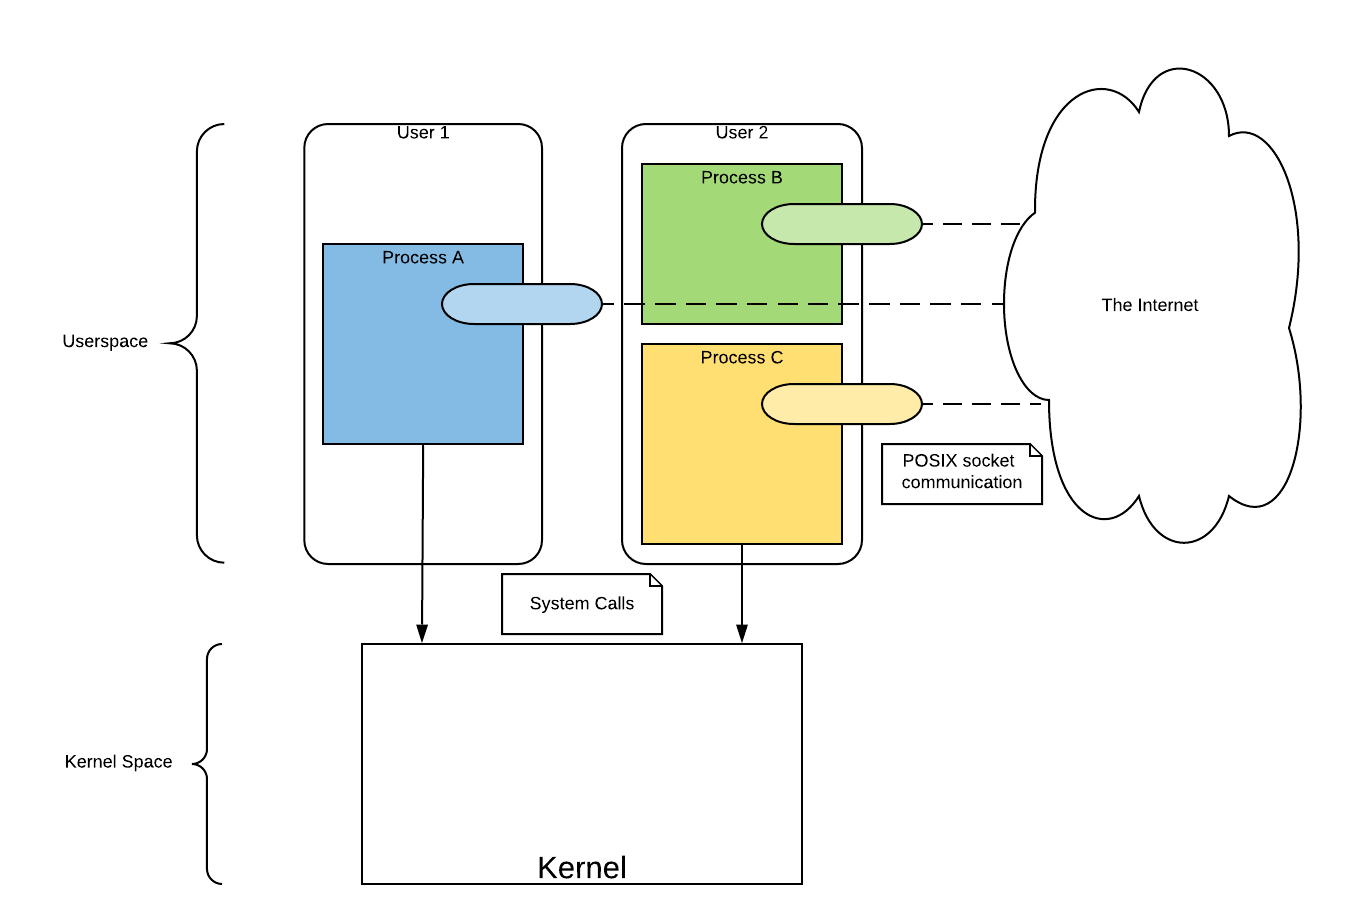 User 1
User 2
Process B
Process A
The Internet
Userspace
Process C
POSIX socket
communication
System Calls
Kernel Space
Kernel